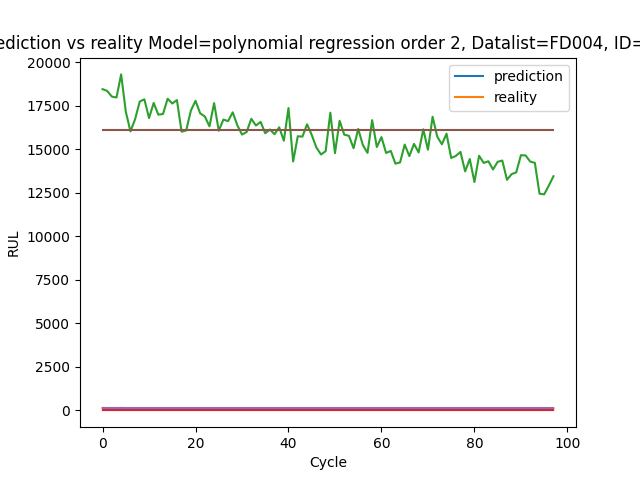 ediction vs reality Model=polynomial regression order 2, Datalist=FD004, ID=
20000
17500
15000
12500
10000
7500
5000
2500
0
RUL
prediction
reality
0 20 40 60 80 100
Cycle